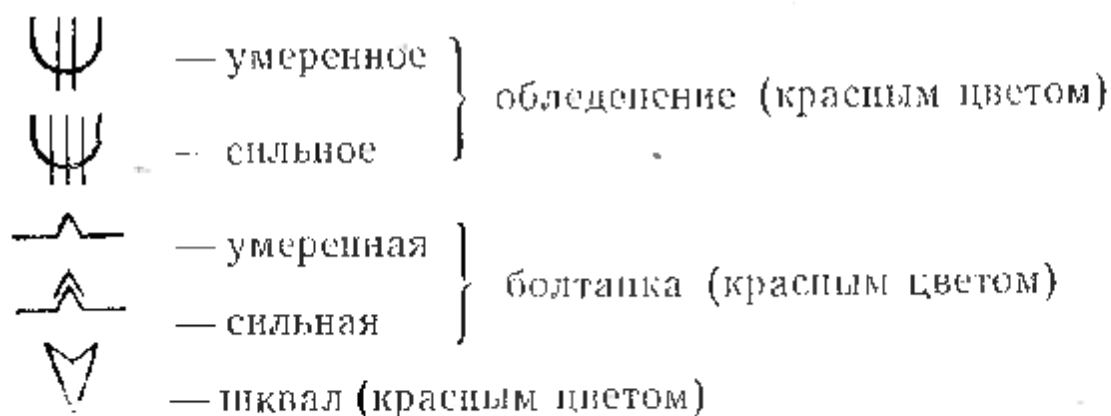 — умеренное
обледенение (красным цветом)
— сильное
— умеренная
болтанка (красным цветом)
— сильная
— шквал (красным цветом)